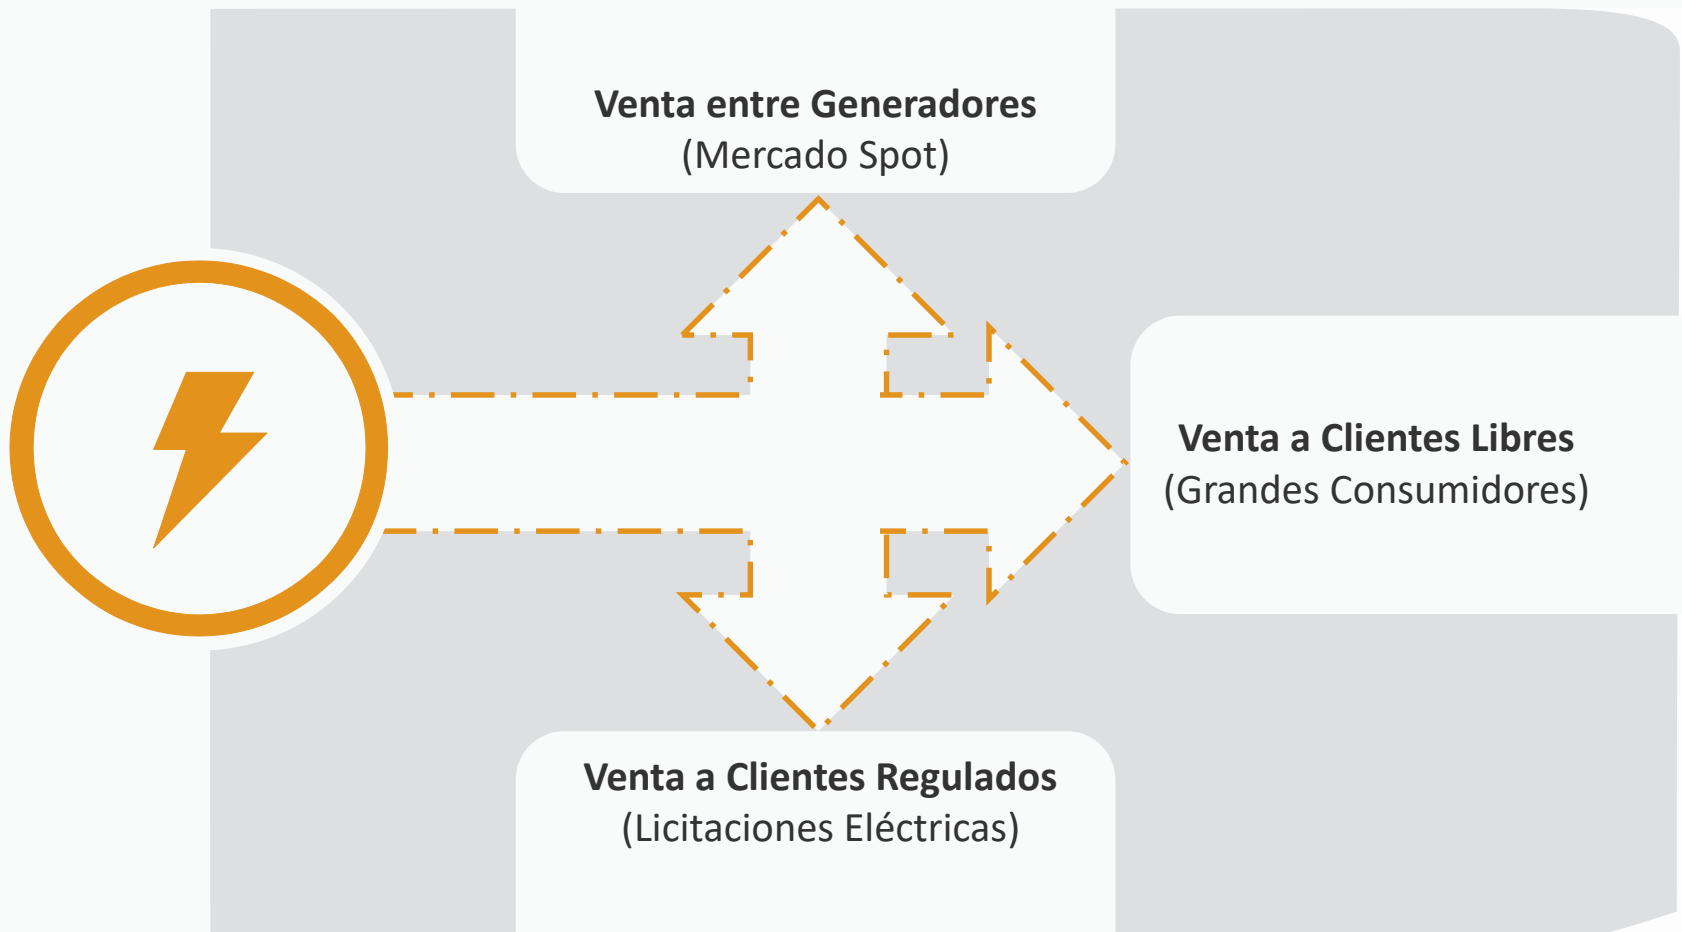 Venta entre Generadores
(Mercado Spot)
Venta a Clientes Libres
(Grandes Consumidores)
Venta a Clientes Regulados
(Licitaciones Eléctricas)